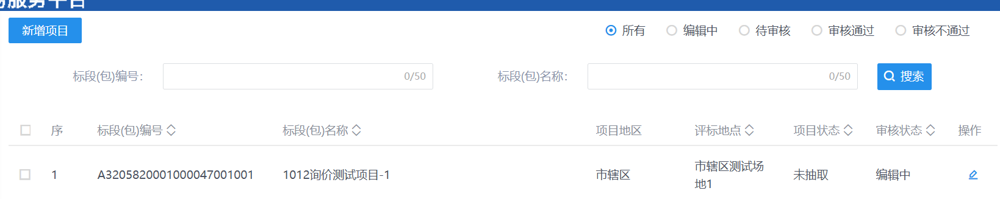 服务平台
新增项目 所有 编辑中 待审核 审核通过 审核不通过
标段(包)编号: 0/50 标段(包)名称: 0/50 搜索
序 标段(包)编号 标段(包)名称 项目地区 评标地点 项目状态 审核状态 操作
1 A3205820001000047001001 1012询价测试项目-1 市辖区 市辖区测试场地1 未抽取 编辑中